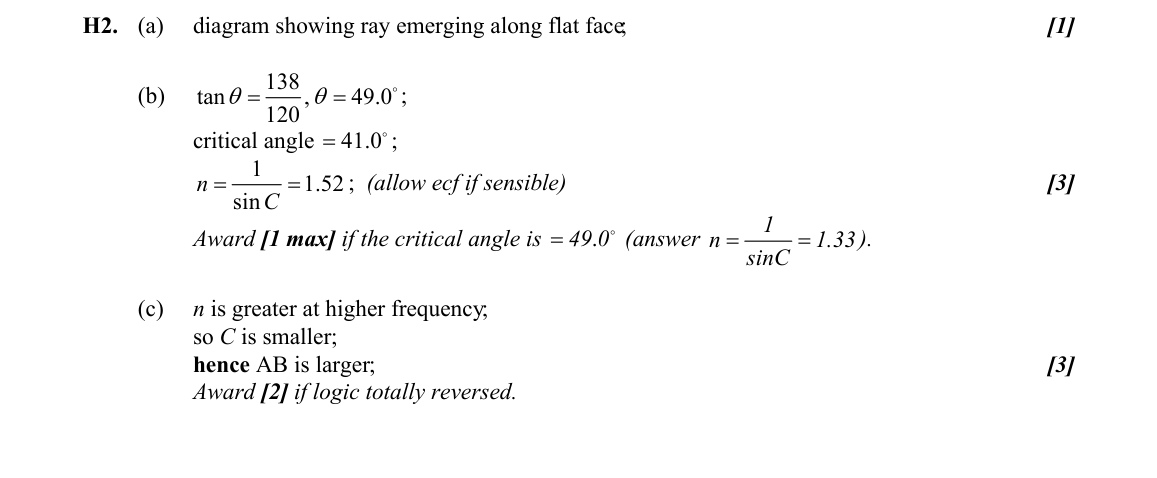 H2. (a) diagram showing ray emerging along flat face; [1]
(b) tan θ = 138/120, θ = 49.0°;
critical angle = 41.0°;
n = 1/sin C = 1.52; (allow ecf if sensible) [3]
Award [1 max] if the critical angle is = 49.0° (answer n = 1/sinC = 1.33).
(c) n is greater at higher frequency;
so C is smaller;
hence AB is larger; [3]
Award [2] if logic totally reversed.